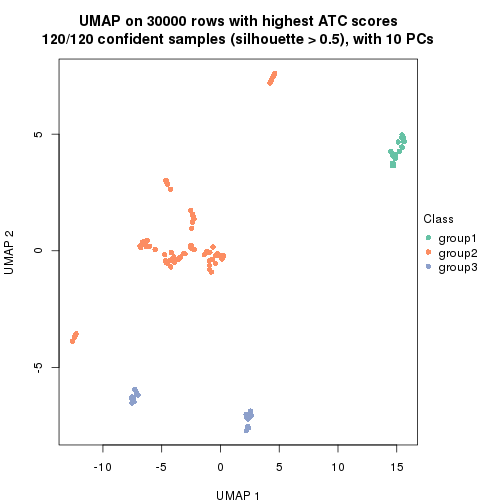 UMAP on 30000 rows with highest ATC scores
120/120 confident samples (silhouette > 0.5), with 10 PCs
5
0
-5
UMAP 2
-10
-5
0
5
10
15
UMAP 1
Class
group1
group2
group3